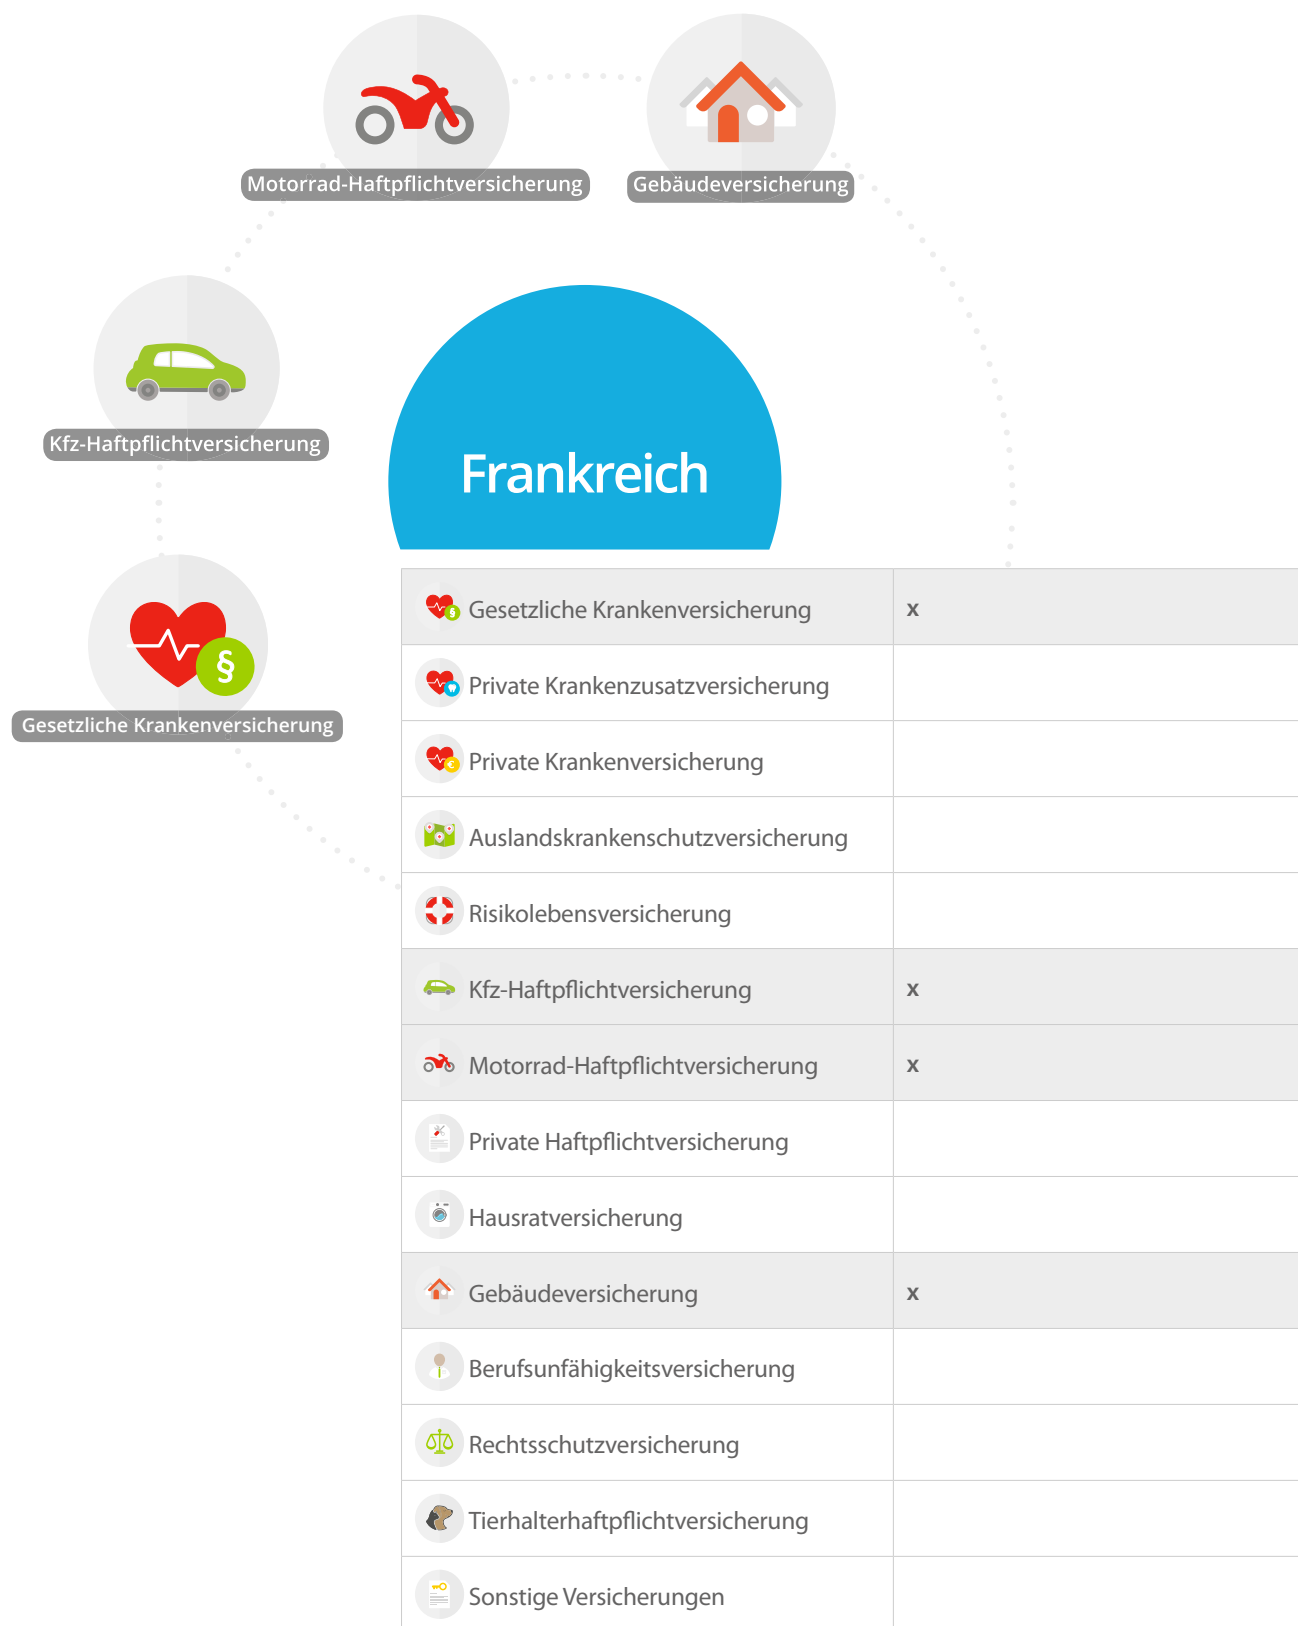 Motorrad-Haftpflichtversicherung
Gebäudeversicherung
Kfz-Haftpflichtversicherung
Frankreich
§
Gesetzliche Krankenversicherung
§ Gesetzliche Krankenversicherung x
Private Krankenzusatzversicherung
€ Private Krankenversicherung
Auslandskrankenschutzversicherung
Risikolebensversicherung
Kfz-Haftpflichtversicherung x
Motorrad-Haftpflichtversicherung x
Private Haftpflichtversicherung
Hausratversicherung
Gebäudeversicherung x
Berufsunfähigkeitsversicherung
Rechtsschutzversicherung
Tierhalterhaftpflichtversicherung
Sonstige Versicherungen